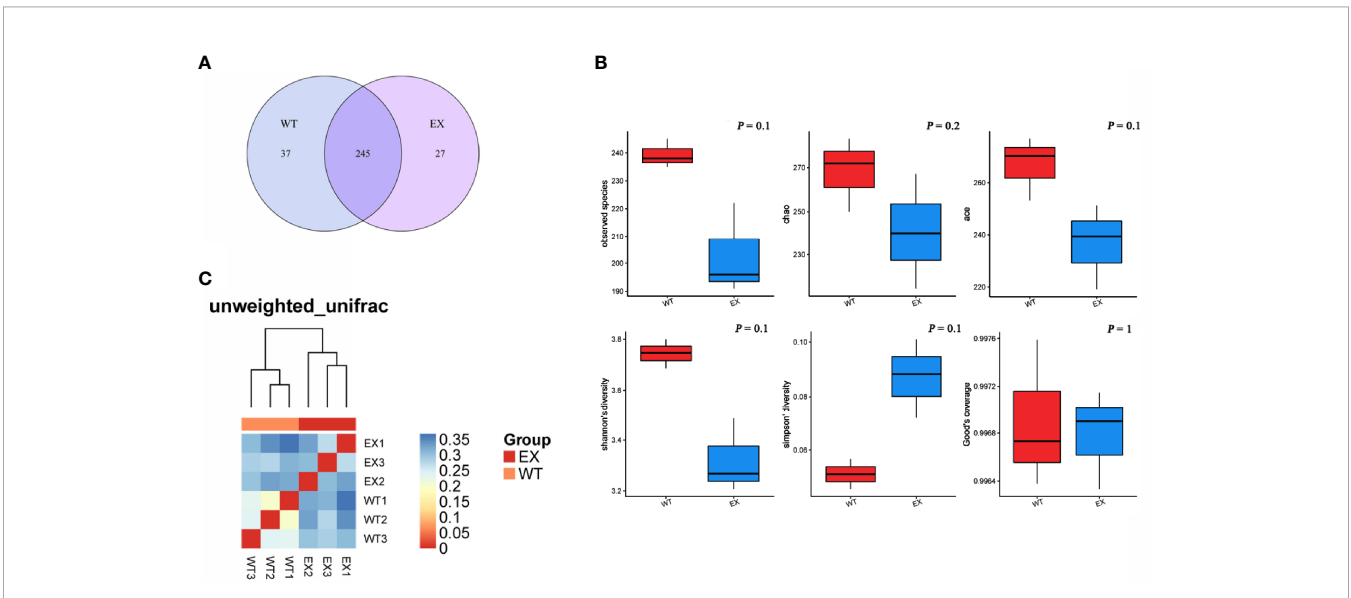 A
WT
EX
37
245
27
B
P = 0.1
observed species
240
230
220
210
200
190
WT
EX
P = 0.2
chao
270
250
230
WT
EX
P = 0.1
ace
260
240
220
WT
EX
P = 0.1
shannon's diversity
3.8
3.6
3.4
3.2
WT
EX
P = 0.1
simpson' diversity
0.10
0.08
0.06
WT
EX
P = 1
Good's coverage
0.9976
0.9972
0.9968
0.9964
WT
EX
C
unweighted_unifrac
EX1
EX3
EX2
WT1
WT2
WT3
WT3
WT2
WT1
EX2
EX3
EX1
0.35
0.3
0.25
0.2
0.15
0.1
0.05
0
Group
EX
WT